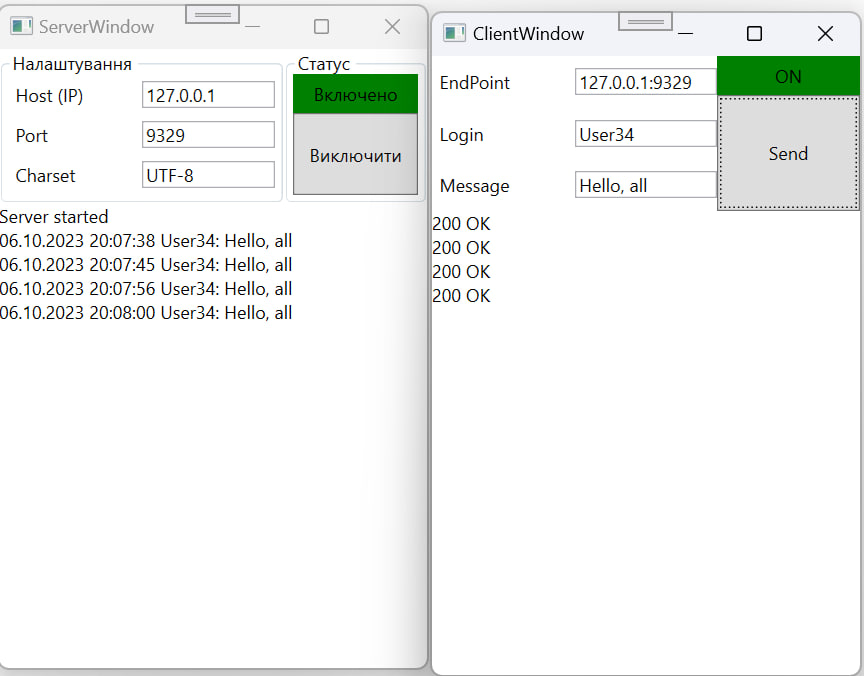 ServerWindow
Налаштування
Статус
Host (IP)
127.0.0.1
Включено
Port
9329
Виключити
Charset
UTF-8
Server started
06.10.2023 20:07:38 User34: Hello, all
06.10.2023 20:07:45 User34: Hello, all
06.10.2023 20:07:56 User34: Hello, all
06.10.2023 20:08:00 User34: Hello, all
ClientWindow
EndPoint
127.0.0.1:9329
ON
Login
User34
Send
Message
Hello, all
200 OK
200 OK
200 OK
200 OK